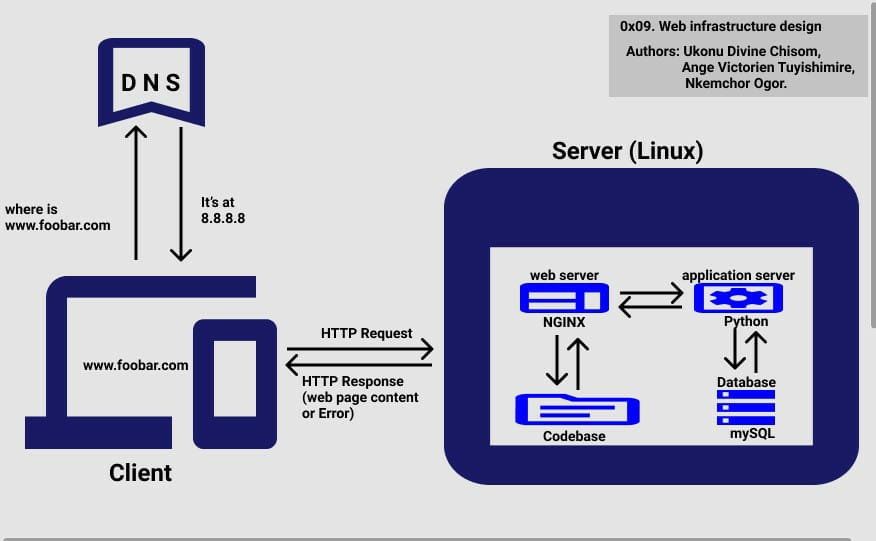 0x09. Web infrastructure design
Authors: Ukonu Divine Chisom,
Ange Victorien Tuyishimire,
Nkemchor Ogor.
DNS
where is
www.foobar.com
It's at
8.8.8.8
www.foobar.com
Client
HTTP Request
HTTP Response
(web page content
or Error)
Server (Linux)
web server
NGINX
application server
Python
Codebase
Database
mySQL